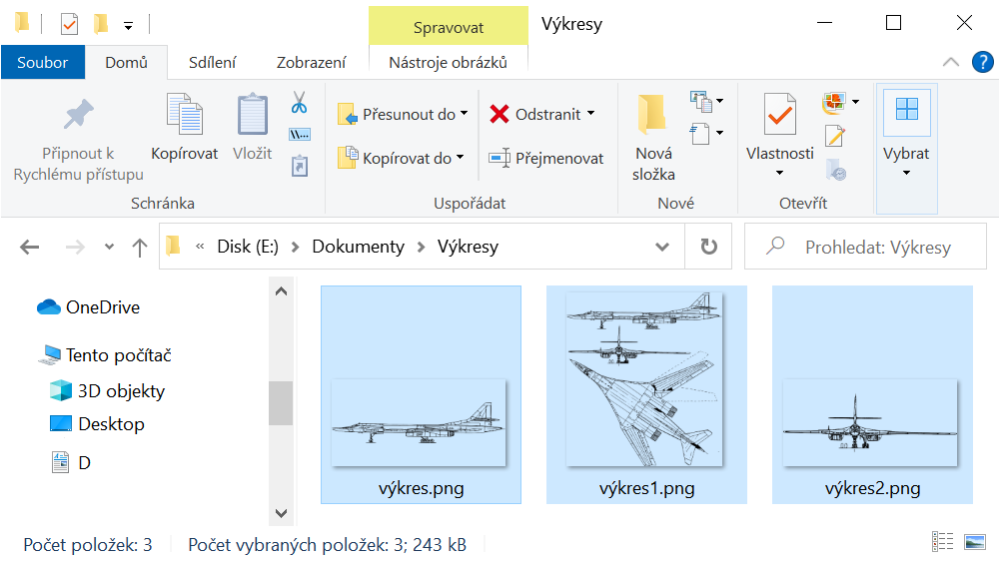 Spravovat
Výkresy
Soubor
Domů
Sdílení
Zobrazení
Nástroje obrázků
Připnout k
Rychlému přístupu
Kopírovat
Vložit
Schránka
Přesunout do
Kopírovat do
Odstranit
Přejmenovat
Uspořádat
Nová
složka
Nové
Vlastnosti
Otevřít
Vybrat
« Disk (E:) > Dokumenty > Výkresy
Prohledat: Výkresy
OneDrive
Tento počítač
3D objekty
Desktop
D
výkres.png
výkres1.png
výkres2.png
Počet položek: 3
Počet vybraných položek: 3; 243 kB